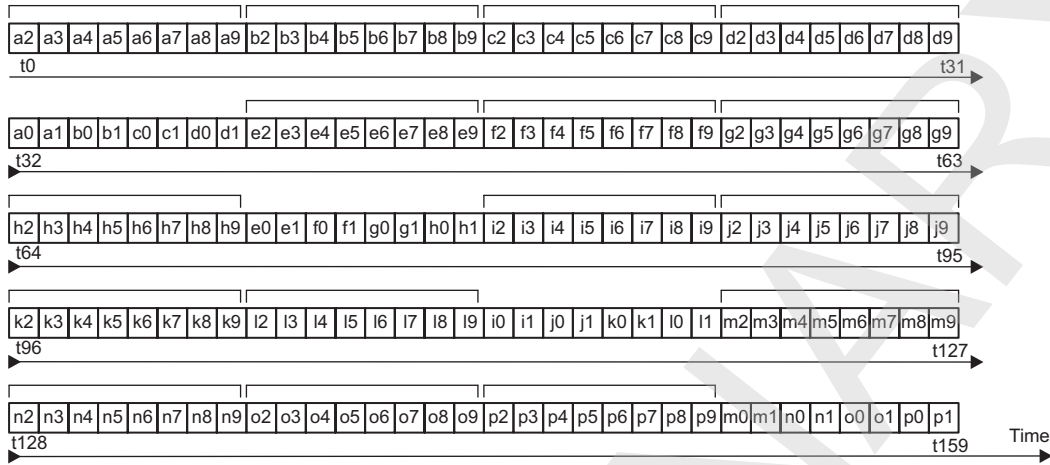 a2 a3 a4 a5 a6 a7 a8 a9 b2 b3 b4 b5 b6 b7 b8 b9 c2 c3 c4 c5 c6 c7 c8 c9 d2 d3 d4 d5 d6 d7 d8 d9
t0 t31
a0 a1 b0 b1 c0 c1 d0 d1 e2 e3 e4 e5 e6 e7 e8 e9 f2 f3 f4 f5 f6 f7 f8 f9 g2 g3 g4 g5 g6 g7 g8 g9
t32 t63
h2 h3 h4 h5 h6 h7 h8 h9 e0 e1 f0 f1 g0 g1 h0 h1 i2 i3 i4 i5 i6 i7 i8 i9 j2 j3 j4 j5 j6 j7 j8 j9
t64 t95
k2 k3 k4 k5 k6 k7 k8 k9 l2 l3 l4 l5 l6 l7 l8 l9 i0 i1 j0 j1 k0 k1 l0 l1 m2 m3 m4 m5 m6 m7 m8 m9
t96 t127
n2 n3 n4 n5 n6 n7 n8 n9 o2 o3 o4 o5 o6 o7 o8 o9 p2 p3 p4 p5 p6 p7 p8 p9 m0 m1 n0 n1 o0 o1 p0 p1
t128 t159 Time